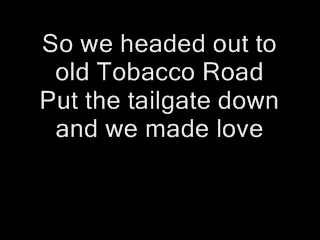 So we headed out to
old Tobacco Road
Put the tailgate down
and we made love